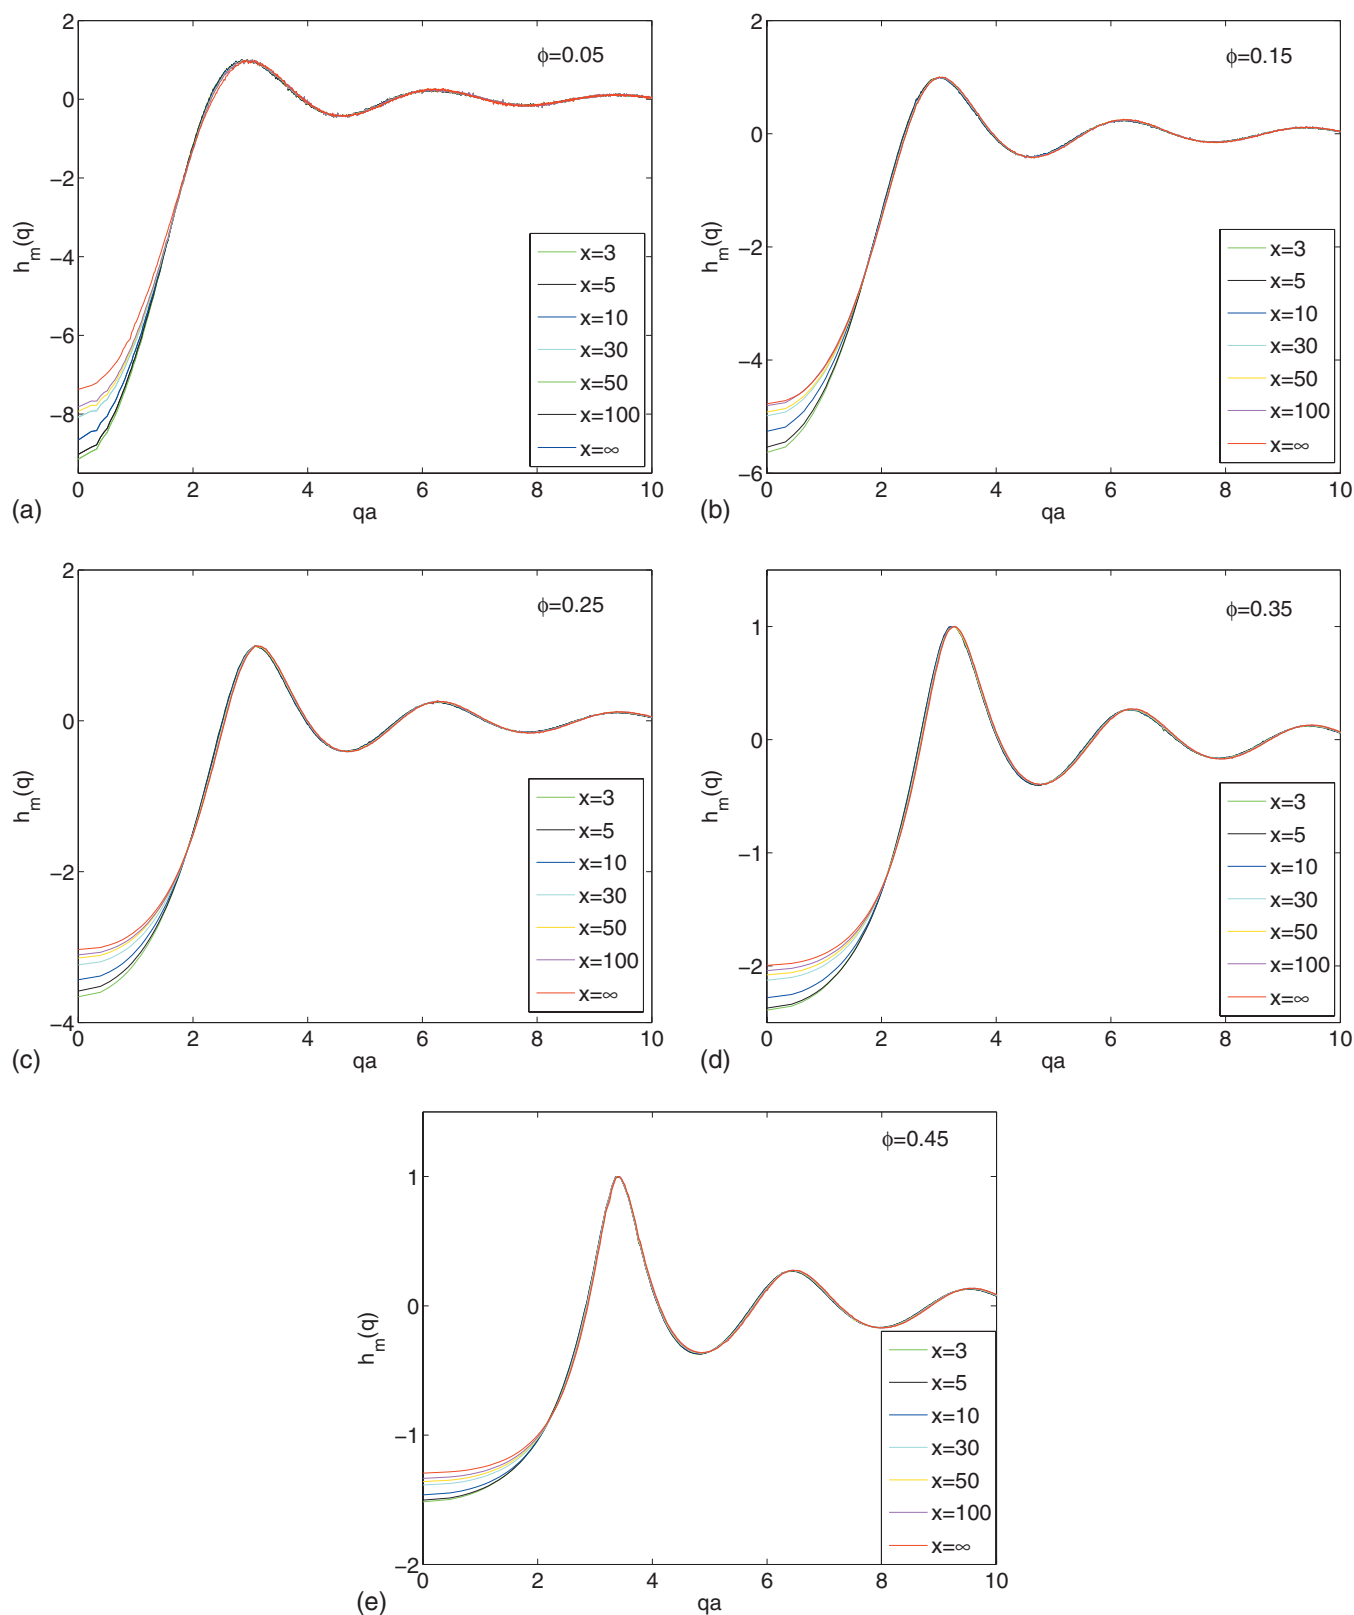 φ=0.05
2
0
−2
−4
−6
−8
h_m(q)
x=3
x=5
x=10
x=30
x=50
x=100
x=∞
0 2 4 6 8 10
qa
(a)
φ=0.15
2
0
−2
−4
−6
h_m(q)
x=3
x=5
x=10
x=30
x=50
x=100
x=∞
0 2 4 6 8 10
qa
(b)
φ=0.25
2
0
−2
−4
h_m(q)
x=3
x=5
x=10
x=30
x=50
x=100
x=∞
0 2 4 6 8 10
qa
(c)
φ=0.35
1
0
−1
−2
h_m(q)
x=3
x=5
x=10
x=30
x=50
x=100
x=∞
0 2 4 6 8 10
qa
(d)
φ=0.45
1
0
−1
−2
h_m(q)
x=3
x=5
x=10
x=30
x=50
x=100
x=∞
0 2 4 6 8 10
qa
(e)